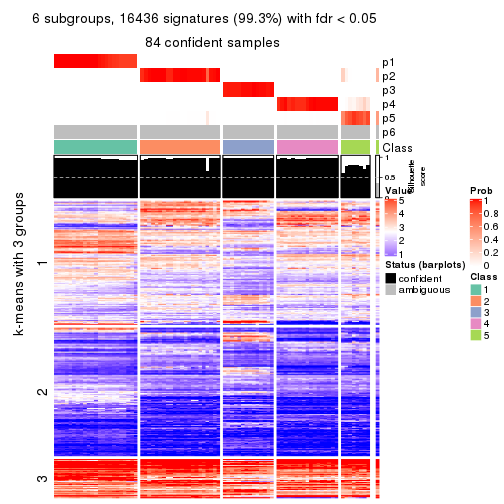 6 subgroups, 16436 signatures (99.3%) with fdr < 0.05
84 confident samples
p1
p2
p3
p4
p5
p6
Class
1
0.5
0
Silhouette
score
k-means with 3 groups
1
2
3
Value
5
4
3
2
1
Status (barplots)
confident
ambiguous
Prob
1
0.8
0.6
0.4
0.2
0
Class
1
2
3
4
5